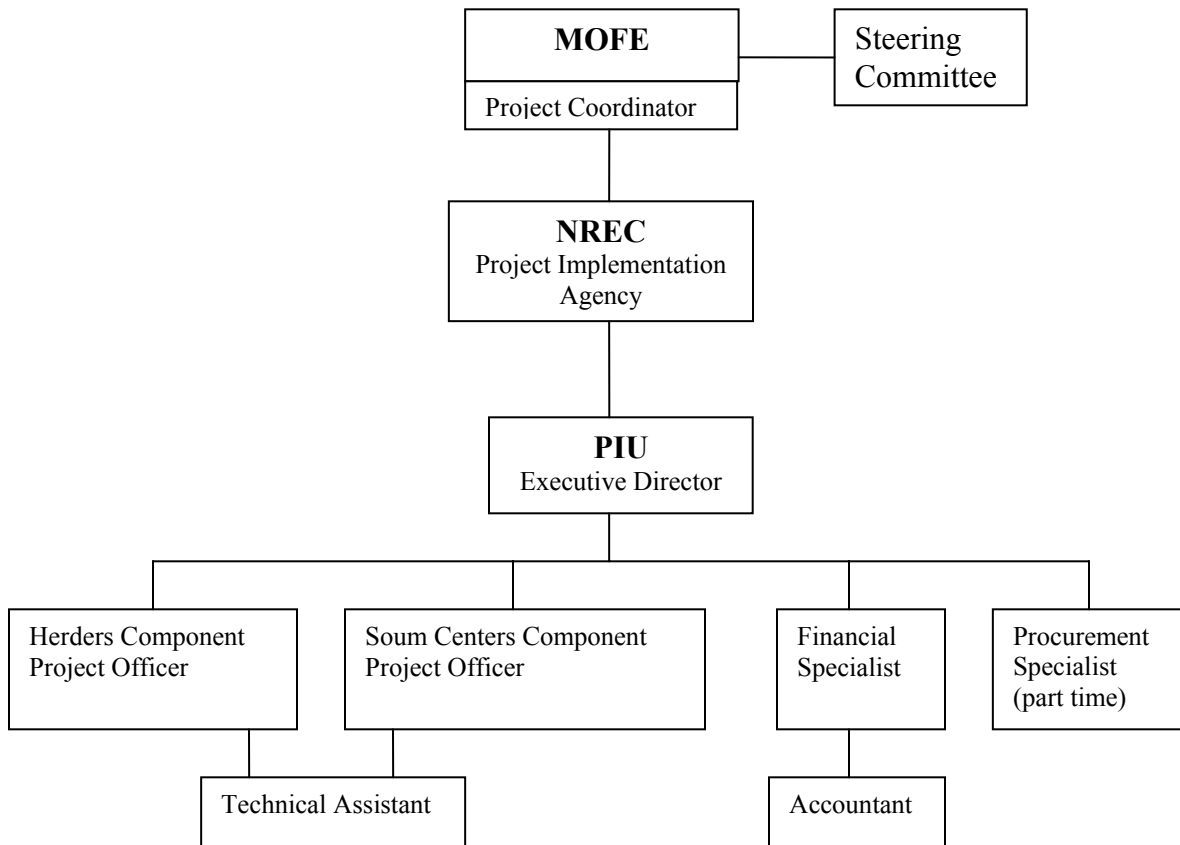 MOFE
Project Coordinator
Steering
Committee
NREC
Project Implementation
Agency
PIU
Executive Director
Herders Component
Project Officer
Soum Centers Component
Project Officer
Financial
Specialist
Procurement
Specialist
(part time)
Technical Assistant
Accountant